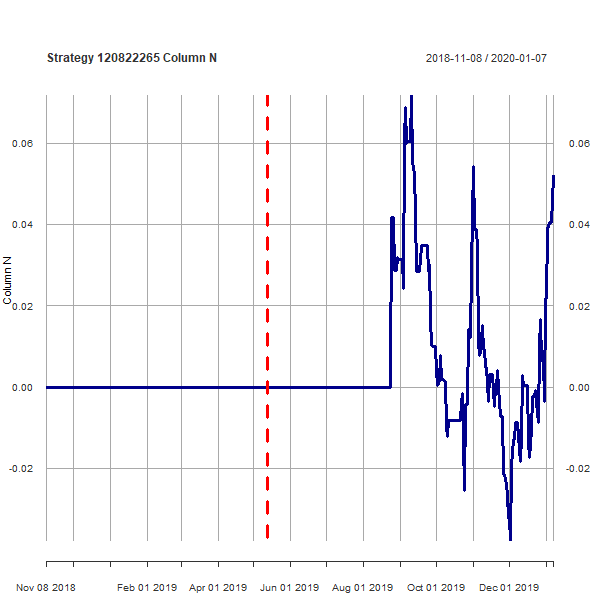 Strategy 120822265 Column N
2018-11-08 / 2020-01-07
0.06 0.06
0.04 0.04
Column N
0.02 0.02
0.00 0.00
-0.02 -0.02
Nov 08 2018 Feb 01 2019 Apr 01 2019 Jun 01 2019 Aug 01 2019 Oct 01 2019 Dec 01 2019